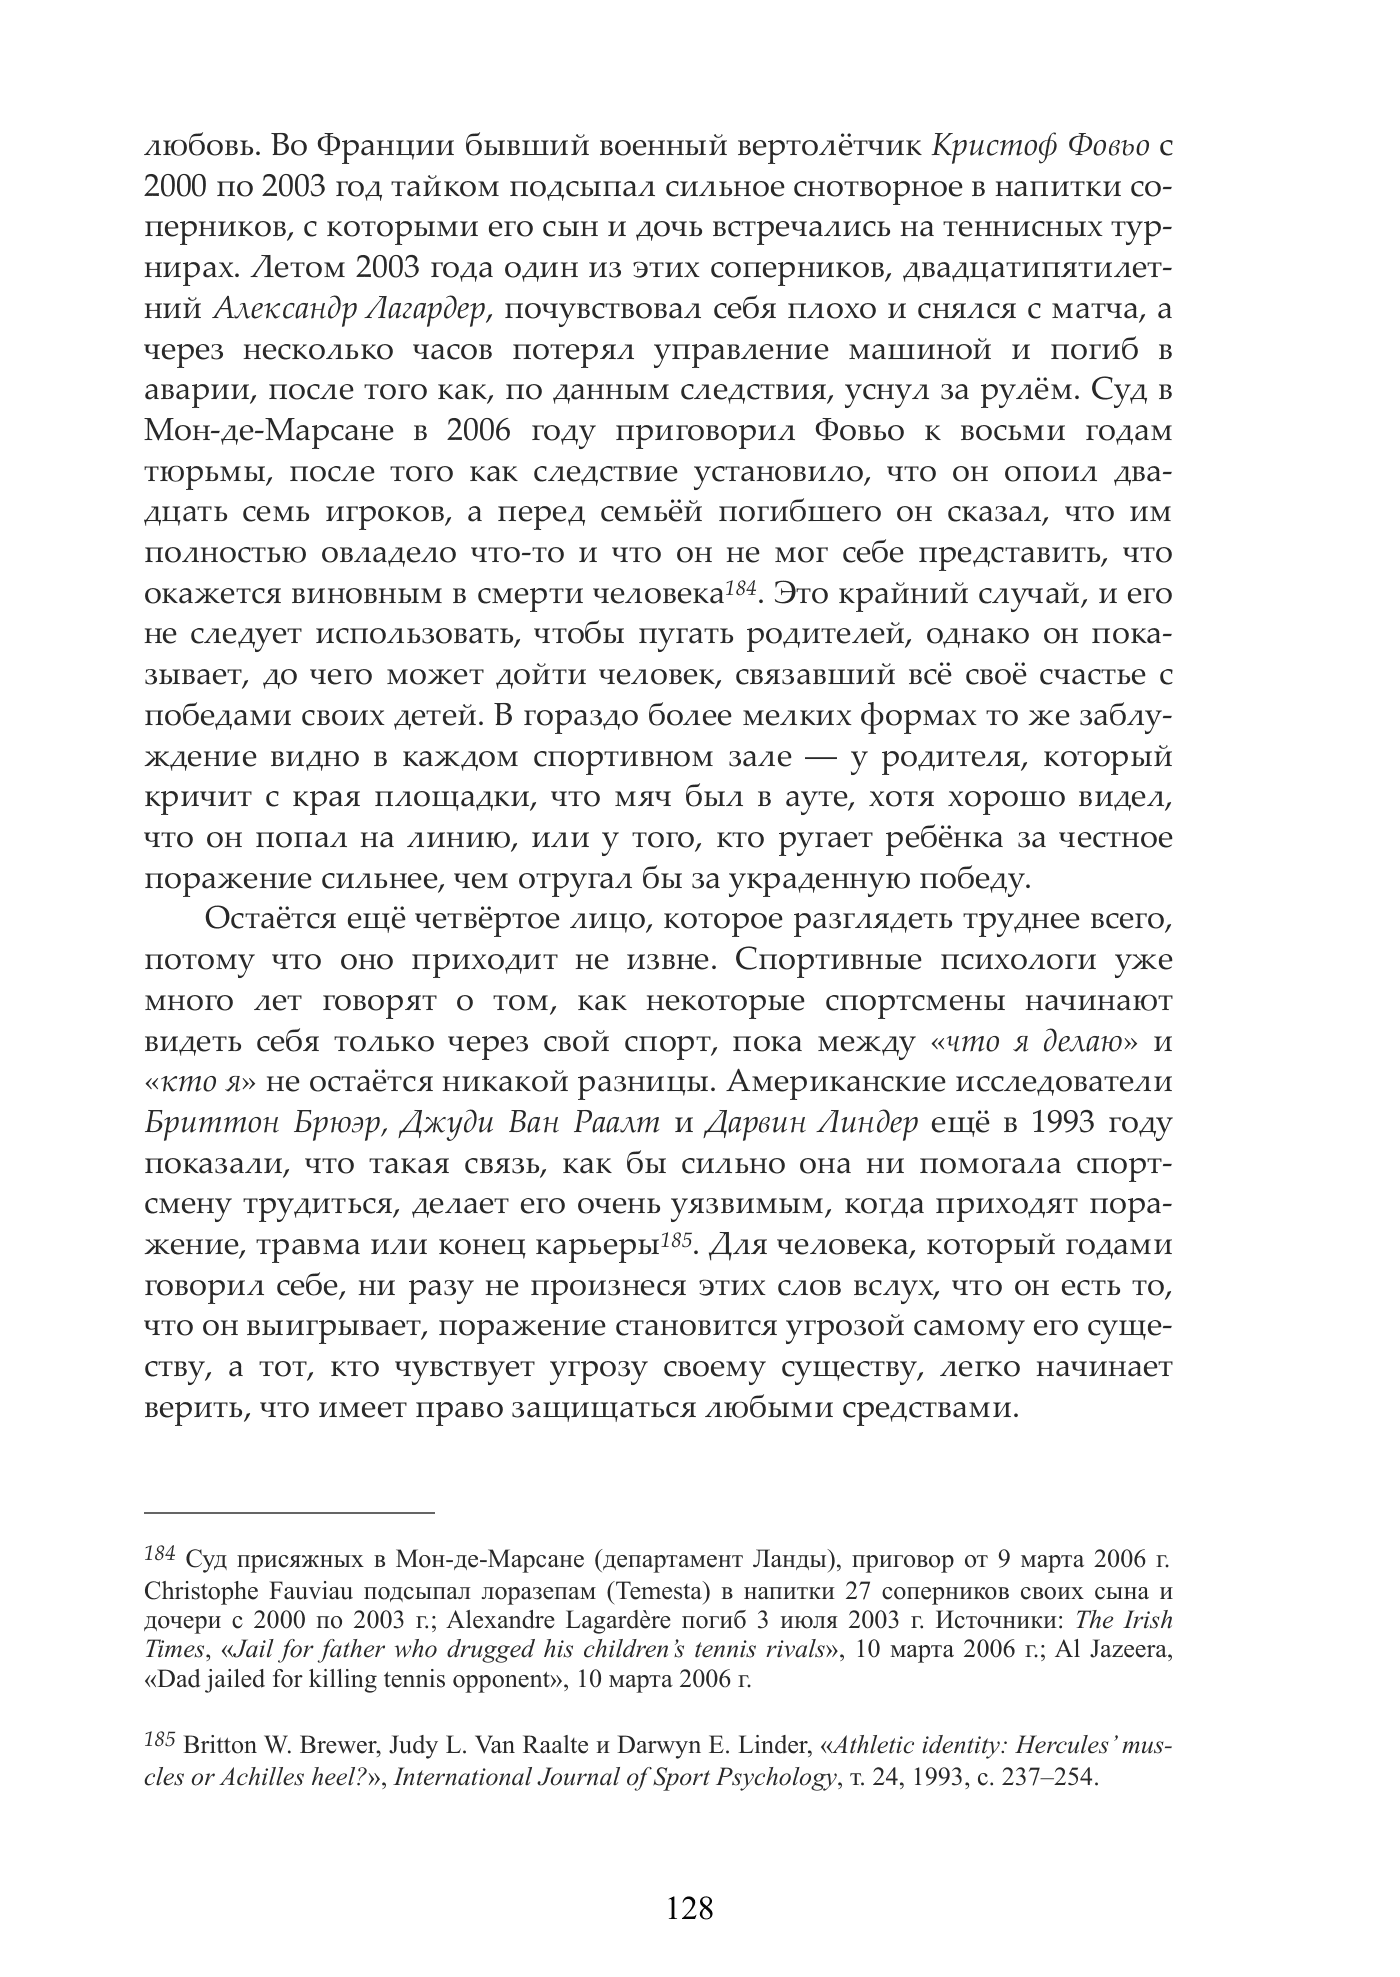 любовь. Во Франции бывший военный вертолётчик Кристоф Фовьо с
2000 по 2003 год тайком подсыпал сильное снотворное в напитки со-
перников, с которыми его сын и дочь встречались на теннисных тур-
нирах. Летом 2003 года один из этих соперников, двадцатипятилет-
ний Александр Лагардер, почувствовал себя плохо и снялся с матча, а
через несколько часов потерял управление машиной и погиб в
аварии, после того как, по данным следствия, уснул за рулём. Суд в
Мон-де-Марсане в 2006 году приговорил Фовьо к восьми годам
тюрьмы, после того как следствие установило, что он опоил два-
дцать семь игроков, а перед семьёй погибшего он сказал, что им
полностью овладело что-то и что он не мог себе представить, что
окажется виновным в смерти человека184. Это крайний случай, и его
не следует использовать, чтобы пугать родителей, однако он пока-
зывает, до чего может дойти человек, связавший всё своё счастье с
победами своих детей. В гораздо более мелких формах то же заблу-
ждение видно в каждом спортивном зале — у родителя, который
кричит с края площадки, что мяч был в ауте, хотя хорошо видел,
что он попал на линию, или у того, кто ругает ребёнка за честное
поражение сильнее, чем отругал бы за украденную победу.
Остаётся ещё четвёртое лицо, которое разглядеть труднее всего,
потому что оно приходит не извне. Спортивные психологи уже
много лет говорят о том, как некоторые спортсмены начинают
видеть себя только через свой спорт, пока между «что я делаю» и
«кто я» не остаётся никакой разницы. Американские исследователи
Бриттон Брюэр, Джуди Ван Раалт и Дарвин Линдер ещё в 1993 году
показали, что такая связь, как бы сильно она ни помогала спорт-
смену трудиться, делает его очень уязвимым, когда приходят пора-
жение, травма или конец карьеры185. Для человека, который годами
говорил себе, ни разу не произнеся этих слов вслух, что он есть то,
что он выигрывает, поражение становится угрозой самому его суще-
ству, а тот, кто чувствует угрозу своему существу, легко начинает
верить, что имеет право защищаться любыми средствами.
184 Суд присяжных в Мон-де-Марсане (департамент Ланды), приговор от 9 марта 2006 г.
Christophe Fauviau подсыпал лоразепам (Temesta) в напитки 27 соперников своих сына и
дочери с 2000 по 2003 г.; Alexandre Lagardère погиб 3 июля 2003 г. Источники: The Irish
Times, «Jail for father who drugged his children’s tennis rivals», 10 марта 2006 г.; Al Jazeera,
«Dad jailed for killing tennis opponent», 10 марта 2006 г.
185 Britton W. Brewer, Judy L. Van Raalte и Darwyn E. Linder, «Athletic identity: Hercules’ mus-
cles or Achilles heel?», International Journal of Sport Psychology, т. 24, 1993, с. 237–254.
128